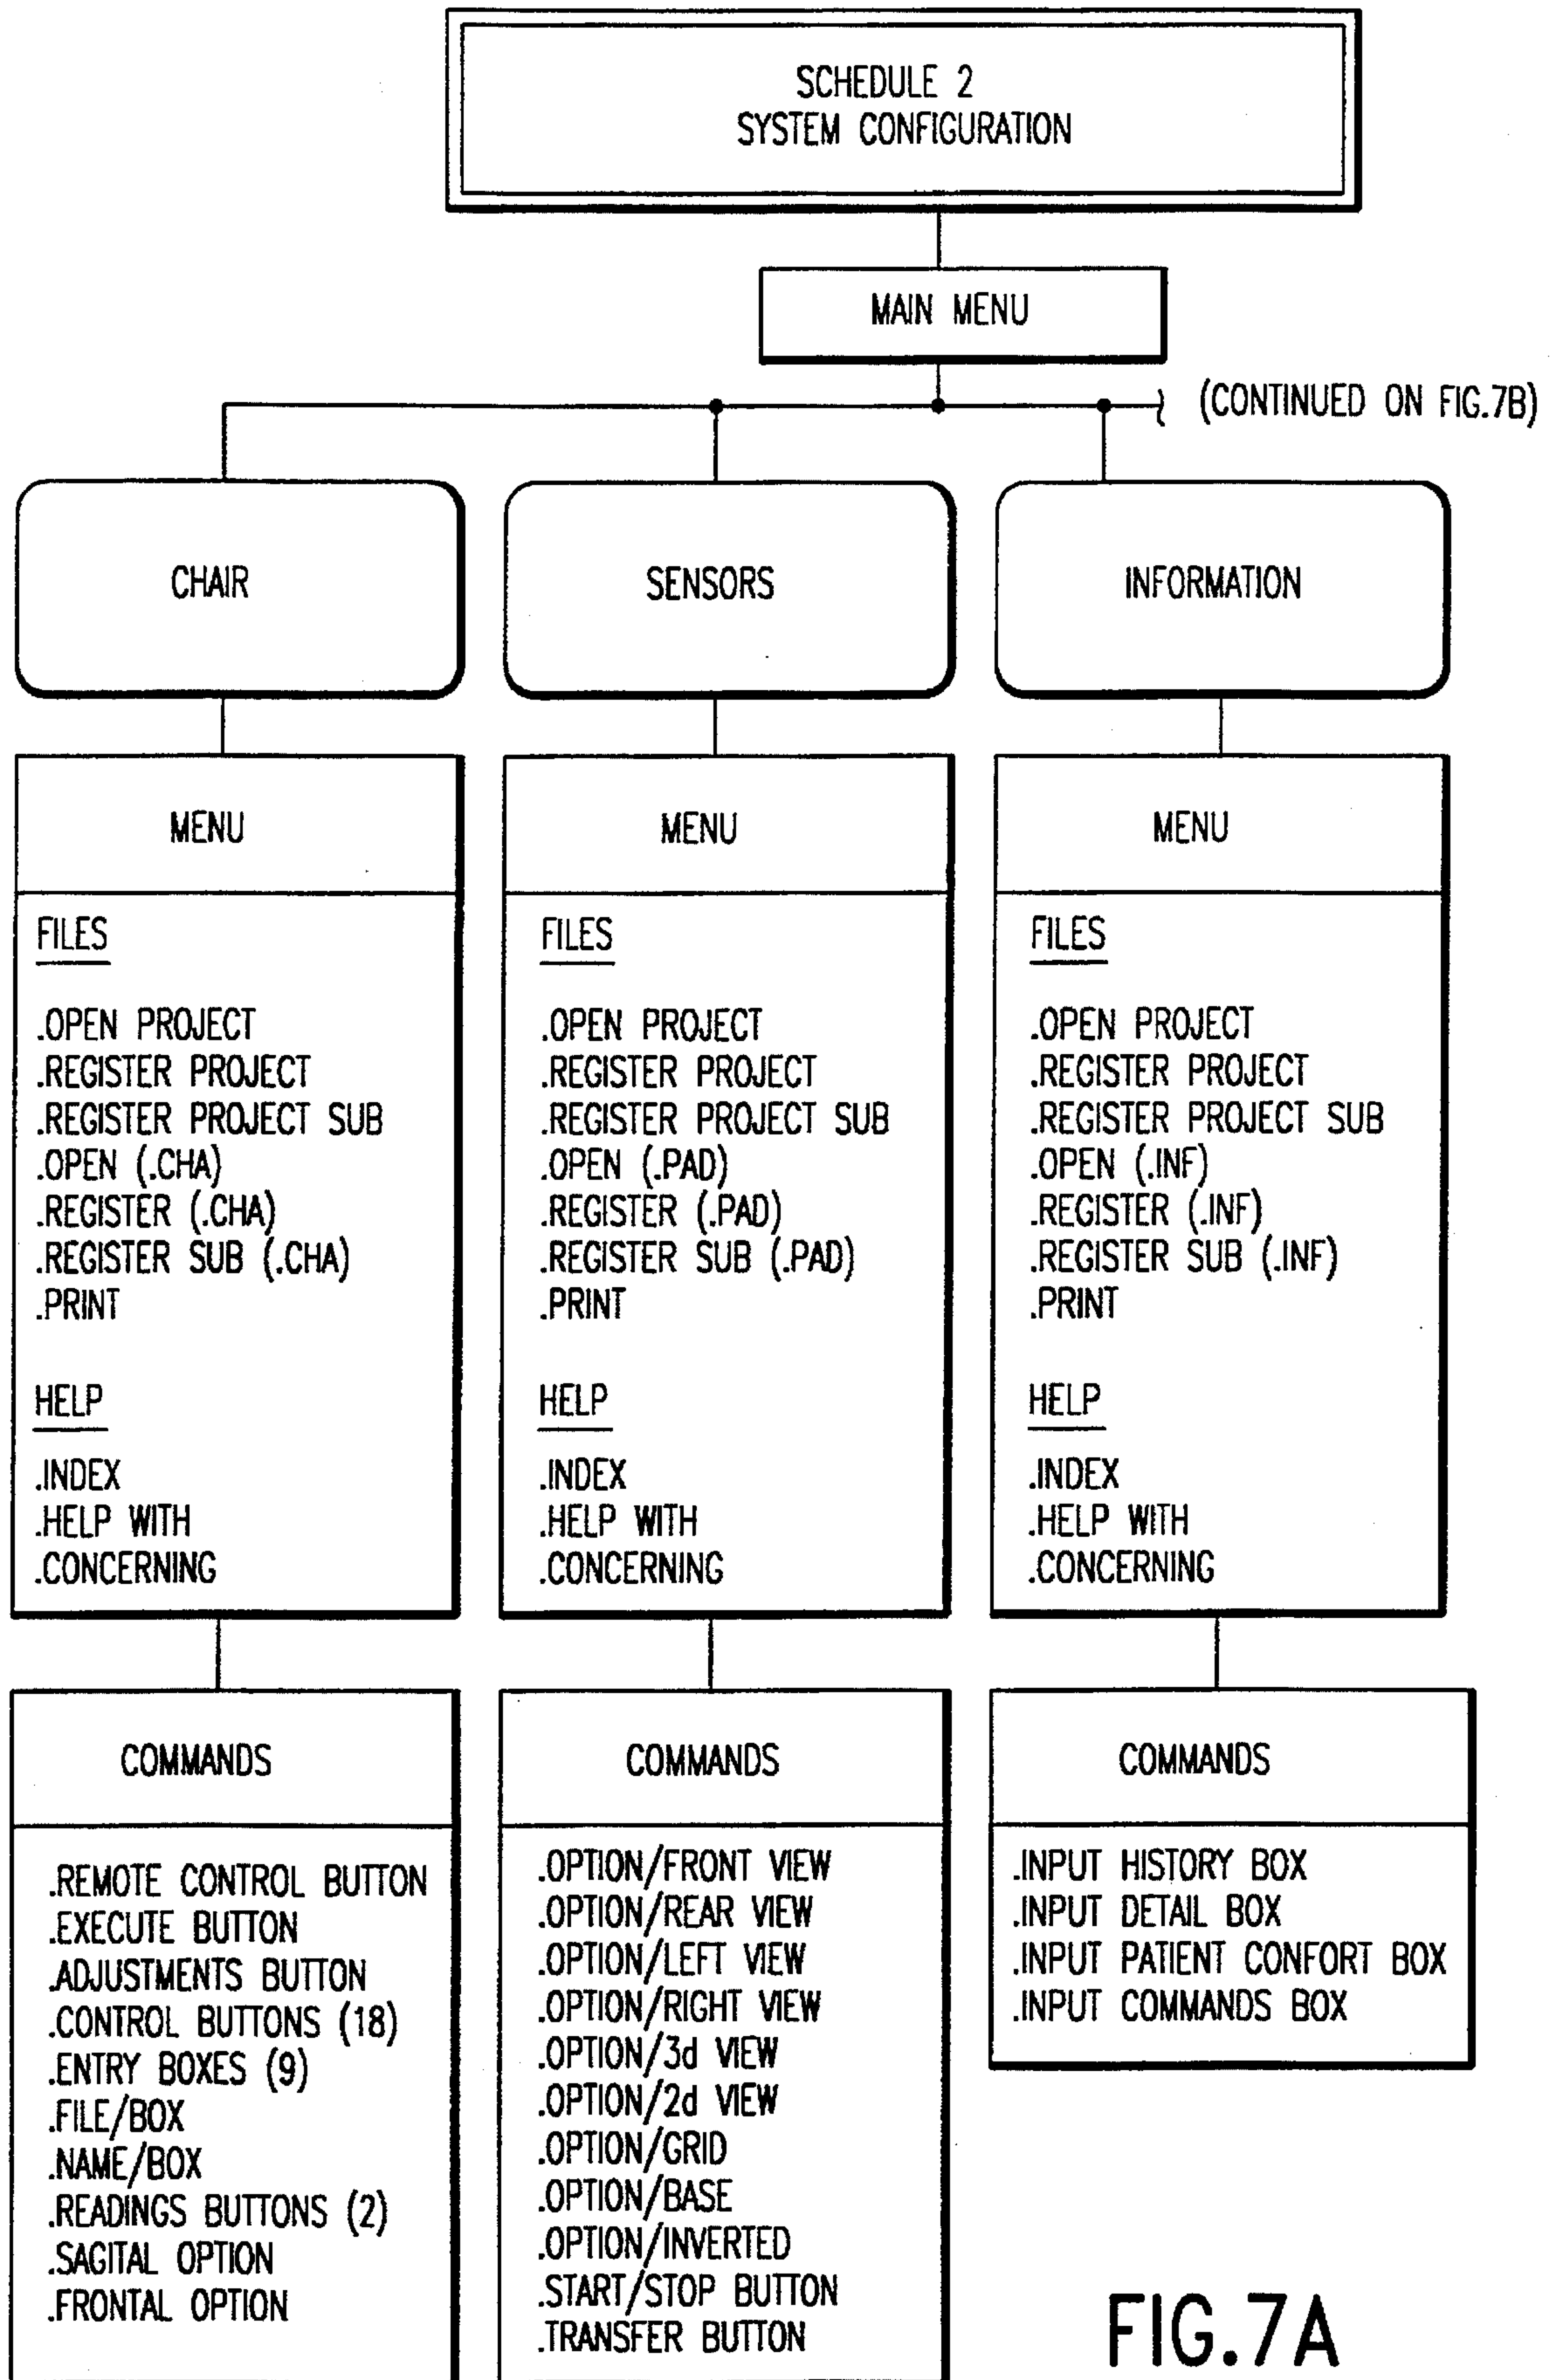 SCHEDULE 2
SYSTEM CONFIGURATION
MAIN MENU
(CONTINUED ON FIG.7B)
CHAIR
SENSORS
INFORMATION
MENU
FILES
.OPEN PROJECT
.REGISTER PROJECT
.REGISTER PROJECT SUB
.OPEN (.CHA)
.REGISTER (.CHA)
.REGISTER SUB (.CHA)
.PRINT
HELP
.INDEX
.HELP WITH
.CONCERNING
MENU
FILES
.OPEN PROJECT
.REGISTER PROJECT
.REGISTER PROJECT SUB
.OPEN (.PAD)
.REGISTER (.PAD)
.REGISTER SUB (.PAD)
.PRINT
HELP
.INDEX
.HELP WITH
.CONCERNING
MENU
FILES
.OPEN PROJECT
.REGISTER PROJECT
.REGISTER PROJECT SUB
.OPEN (.INF)
.REGISTER (.INF)
.REGISTER SUB (.INF)
.PRINT
HELP
.INDEX
.HELP WITH
.CONCERNING
COMMANDS
.REMOTE CONTROL BUTTON
.EXECUTE BUTTON
.ADJUSTMENTS BUTTON
.CONTROL BUTTONS (18)
.ENTRY BOXES (9)
.FILE/BOX
.NAME/BOX
.READINGS BUTTONS (2)
.SAGITAL OPTION
.FRONTAL OPTION
COMMANDS
.OPTION/FRONT VIEW
.OPTION/REAR VIEW
.OPTION/LEFT VIEW
.OPTION/RIGHT VIEW
.OPTION/3d VIEW
.OPTION/2d VIEW
.OPTION/GRID
.OPTION/BASE
.OPTION/INVERTED
.START/STOP BUTTON
.TRANSFER BUTTON
COMMANDS
.INPUT HISTORY BOX
.INPUT DETAIL BOX
.INPUT PATIENT CONFORT BOX
.INPUT COMMANDS BOX
FIG.7A